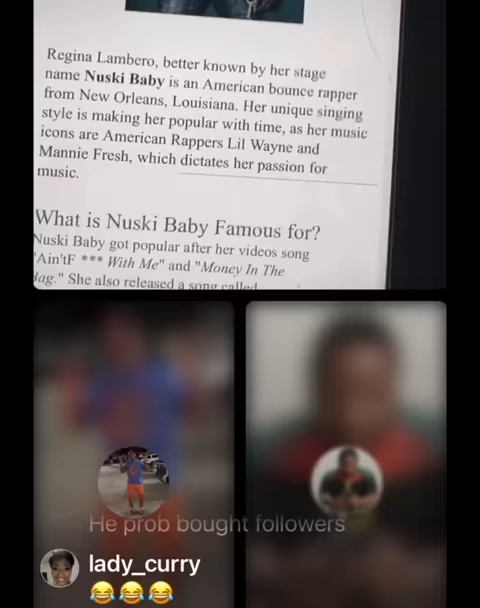 Regina Lambero, better known by her stage
name Nuski Baby is an American bounce rapper
from New Orleans, Louisiana. Her unique singing
style is making her popular with time, as her music
icons are American Rappers Lil Wayne and
Mannie Fresh, which dictates her passion for
music.
What is Nuski Baby Famous for?
Nuski Baby got popular after her videos song
"Ain'tF *** With Me" and "Money In The
Bag." She also released a song called
He prob bought followers
lady_curry
😂😂😂